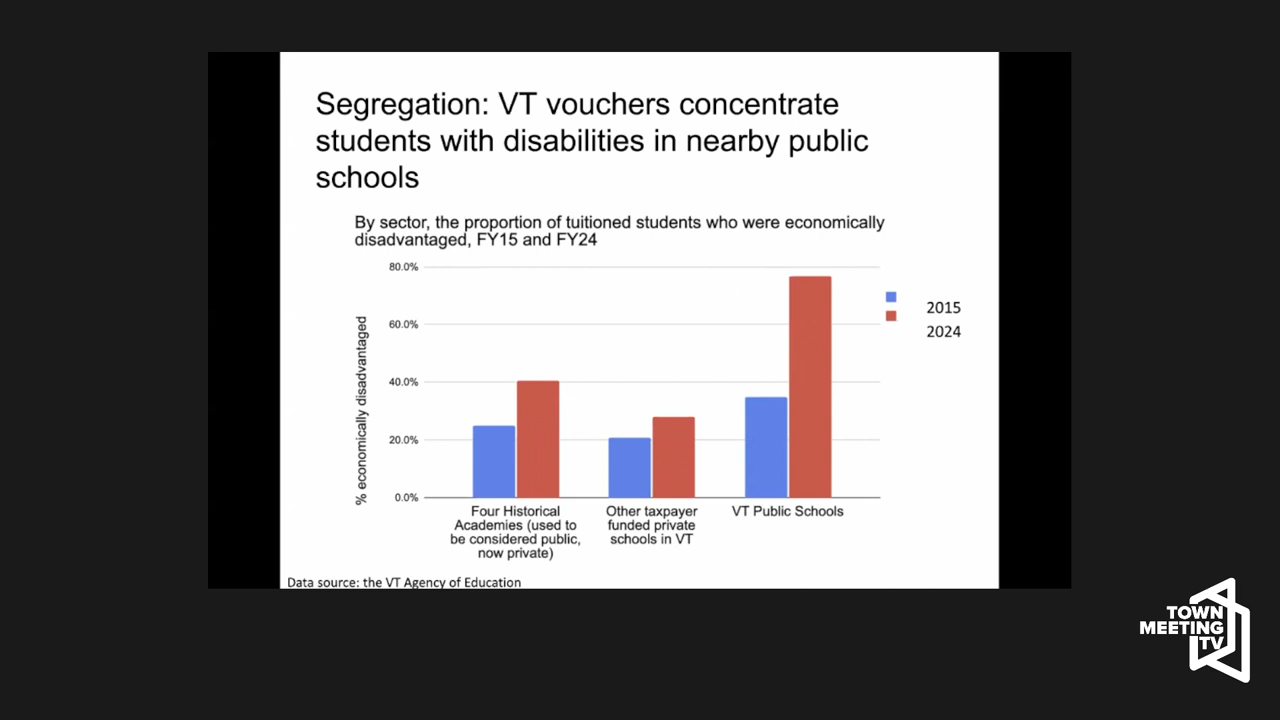 Segregation: VT vouchers concentrate
students with disabilities in nearby public
schools
By sector, the proportion of tuitioned students who were economically
disadvantaged, FY15 and FY24
% economically disadvantaged
80.0%
60.0%
40.0%
20.0%
0.0%
2015
2024
Four Historical
Academies (used to
be considered public,
now private)
Other taxpayer
funded private
schools in VT
VT Public Schools
Data source: the VT Agency of Education
TOWN
MEETING
TV